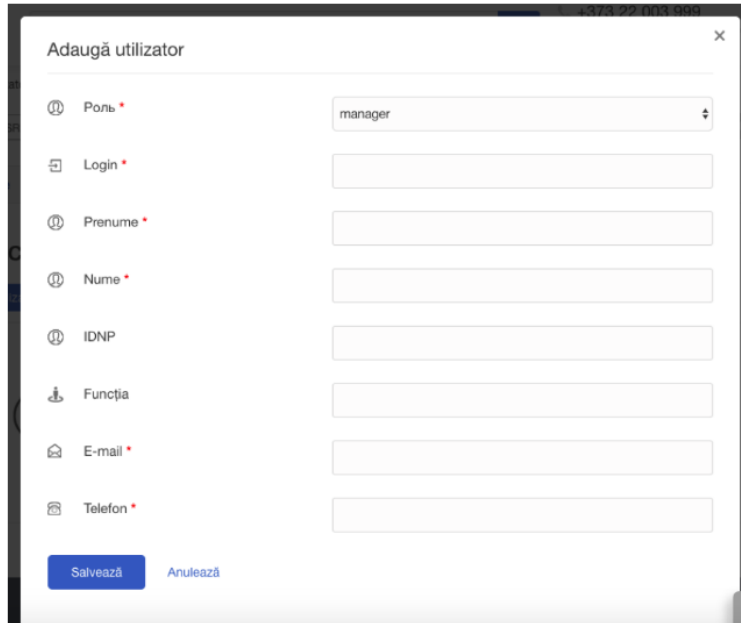 +373 22 003 999
×
Adaugă utilizator
Роль *
manager
Login *
Prenume *
Nume *
IDNP
Funcția
E-mail *
Telefon *
Salvează
Anulează